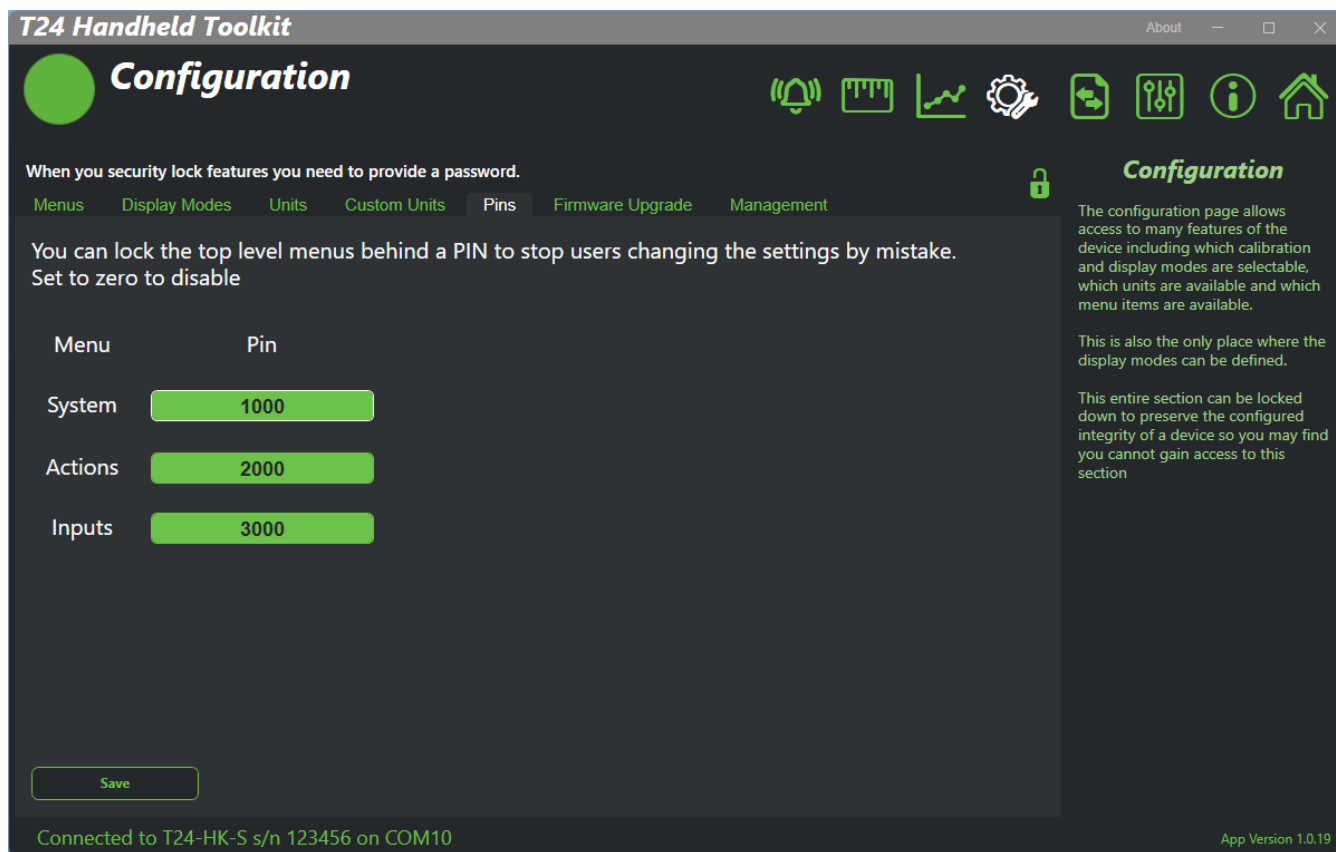 T24 Handheld Toolkit
About
Configuration
When you security lock features you need to provide a password.
Menus Display Modes Units Custom Units Pins Firmware Upgrade Management
You can lock the top level menus behind a PIN to stop users changing the settings by mistake.
Set to zero to disable
Menu Pin
System 1000
Actions 2000
Inputs 3000
Save
Configuration
The configuration page allows
access to many features of the
device including which calibration
and display modes are selectable,
which units are available and which
menu items are available.
This is also the only place where the
display modes can be defined.
This entire section can be locked
down to preserve the configured
integrity of a device so you may find
you cannot gain access to this
section
Connected to T24-HK-S s/n 123456 on COM10
App Version 1.0.19